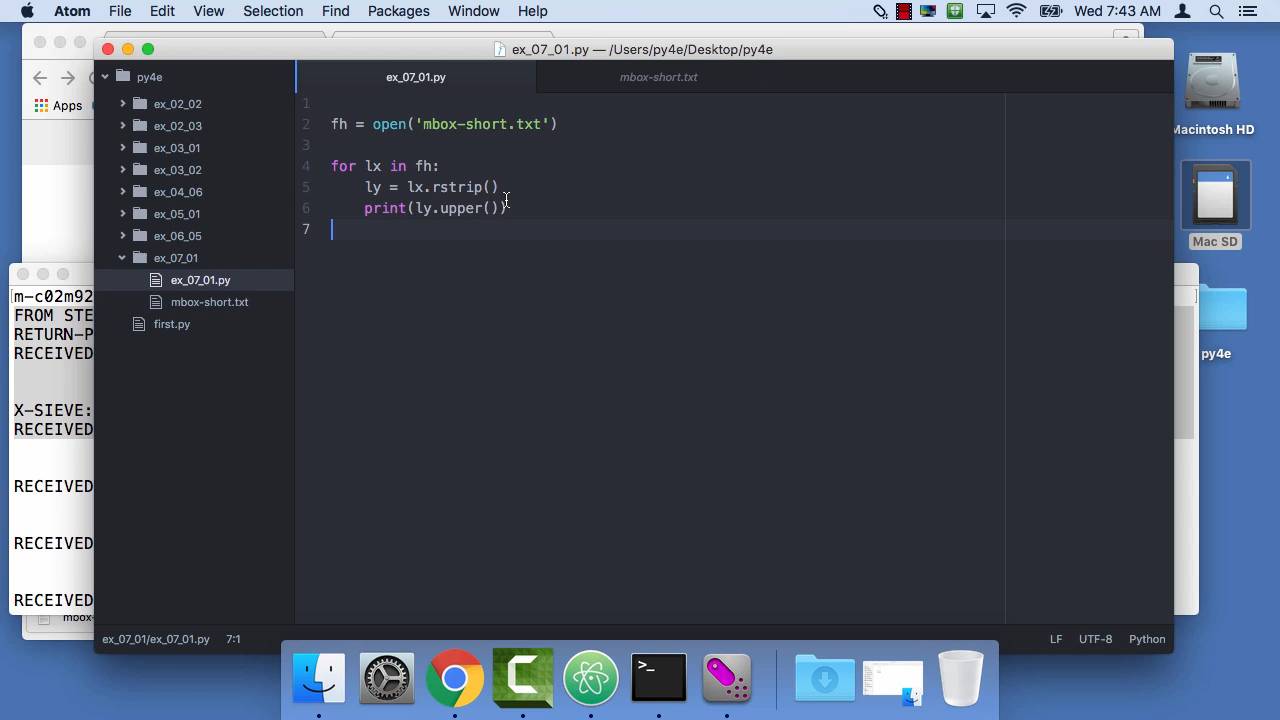 Atom File Edit View Selection Find Packages Window Help Wed 7:43 AM
ex_07_01.py — /Users/py4e/Desktop/py4e
Apps
py4e
ex_02_02
ex_02_03
ex_03_01
ex_03_02
ex_04_06
ex_05_01
ex_06_05
ex_07_01
ex_07_01.py
mbox-short.txt
first.py
ex_07_01.py mbox-short.txt
1
2 fh = open('mbox-short.txt')
3
4 for lx in fh:
5 ly = lx.rstrip()
6 print(ly.upper())
7
m-c02m92
FROM STE
RETURN-P
RECEIVED
X-SIEVE:
RECEIVED
RECEIVED
RECEIVED
RECEIVED
mbox-
Macintosh HD
Mac SD
py4e
ex_07_01/ex_07_01.py 7:1 LF UTF-8 Python
>_